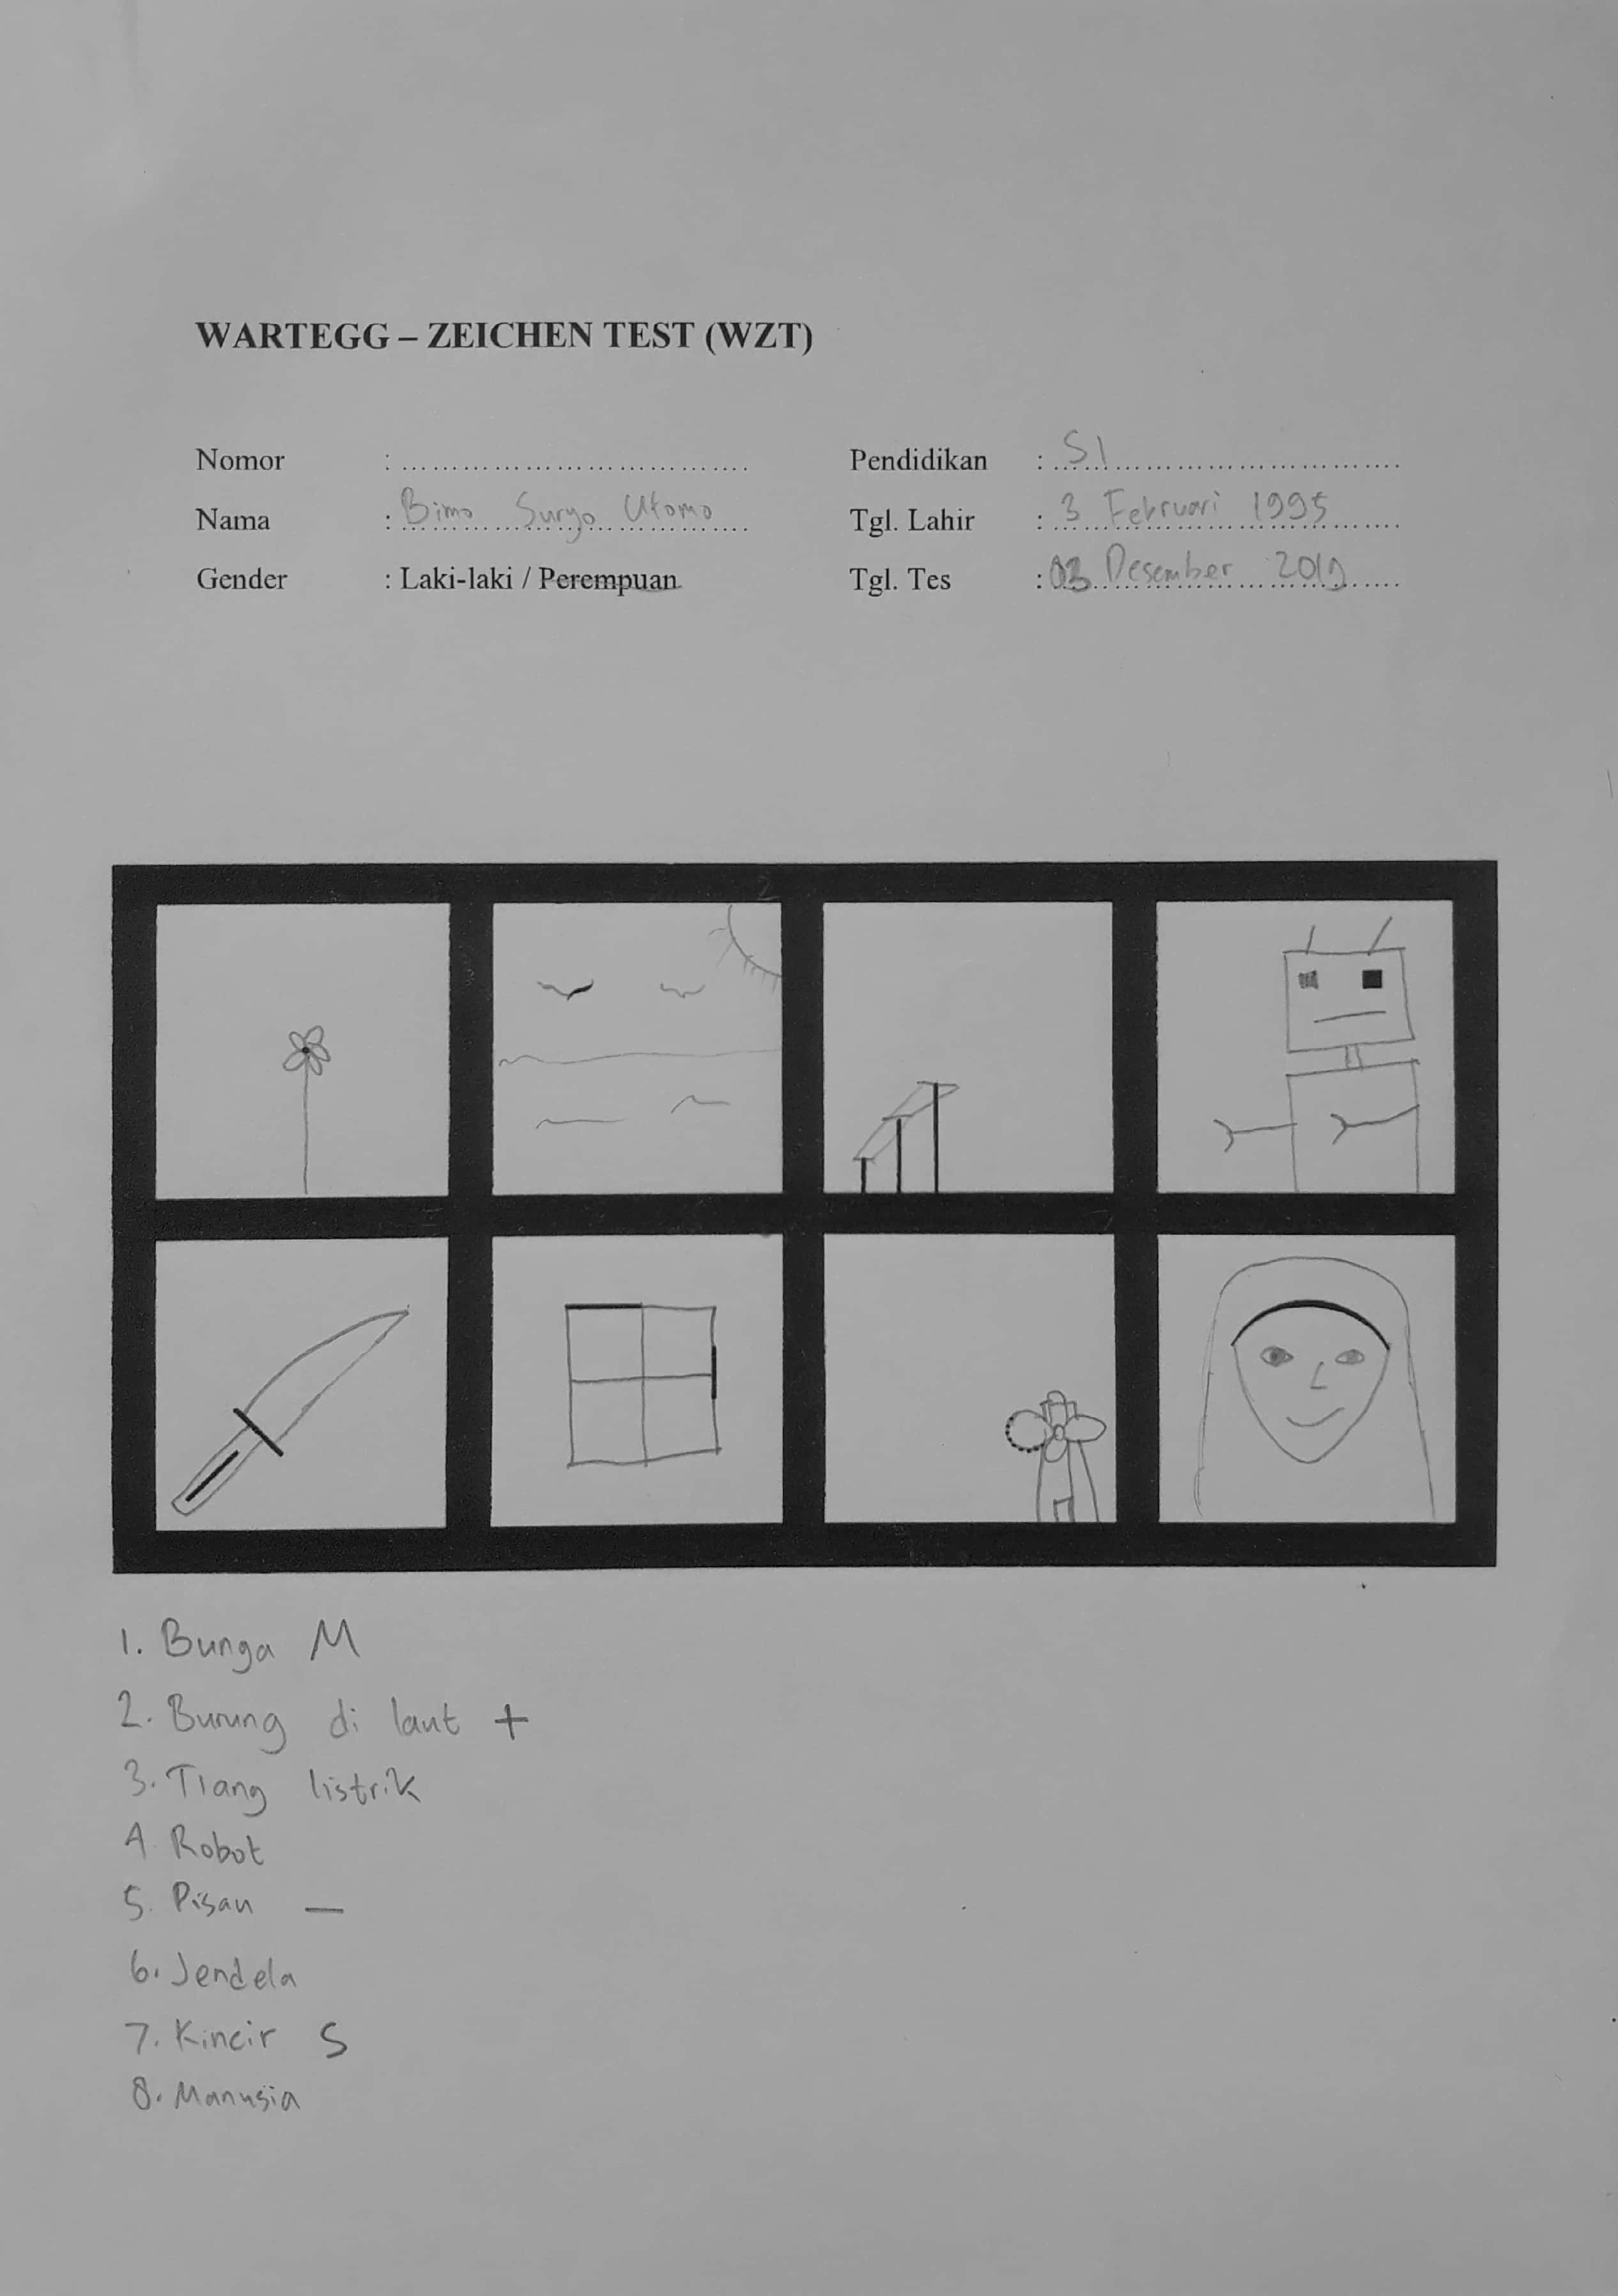 WARTEGG – ZEICHEN TEST (WZT)
Nomor : ....................................
Pendidikan : S1
Nama : Bimo Suryo Utomo
Tgl. Lahir : 3 Februari 1995
Gender : Laki-laki / Perempuan
Tgl. Tes : 03 Desember 2019
1. Bunga M
2. Burung di laut +
3. Tiang listrik
4. Robot
5. Pisau —
6. Jendela
7. Kincir S
8. Manusia